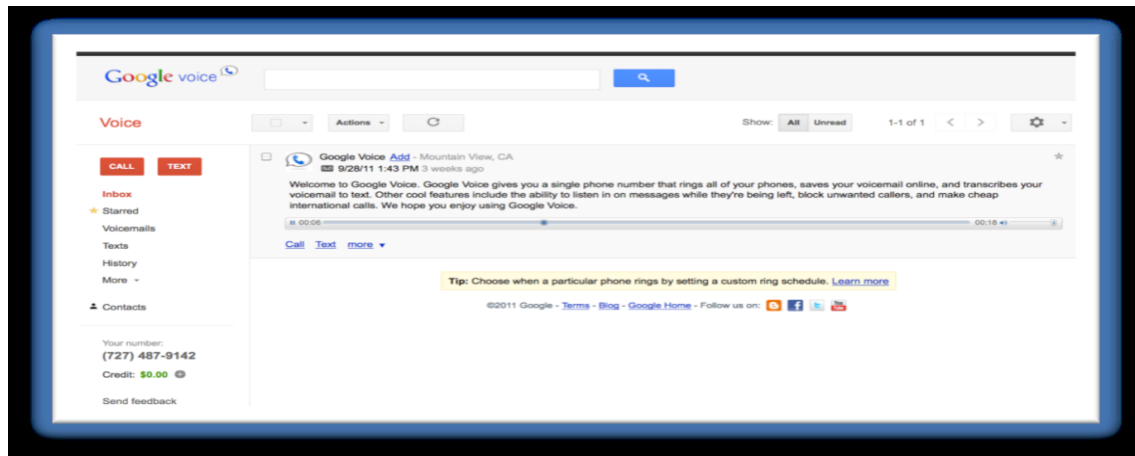 Google voice
Voice
Actions
Show: All Unread 1-1 of 1
CALL TEXT
Inbox
Starred
Voicemails
Texts
History
More
Contacts
Your number:
(727) 487-9142
Credit: $0.00
Send feedback
Google Voice Add - Mountain View, CA
9/28/11 1:43 PM 3 weeks ago
Welcome to Google Voice. Google Voice gives you a single phone number that rings all of your phones, saves your voicemail online, and transcribes your
voicemail to text. Other cool features include the ability to listen in on messages while they're being left, block unwanted callers, and make cheap
international calls. We hope you enjoy using Google Voice.
00:06 00:18
Call Text more
Tip: Choose when a particular phone rings by setting a custom ring schedule. Learn more
©2011 Google - Terms - Blog - Google Home - Follow us on: